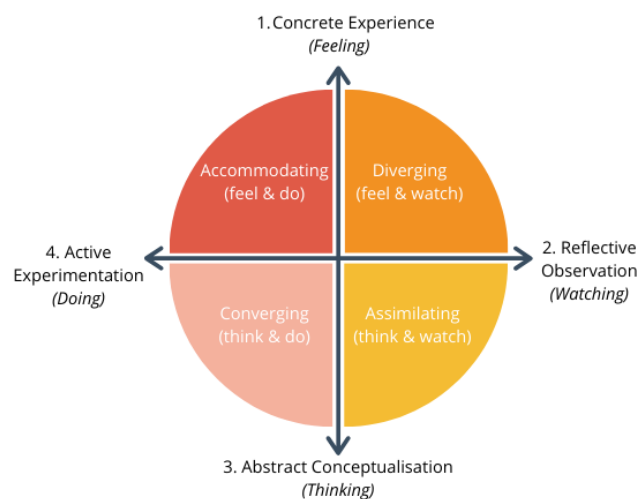 1. Concrete Experience
(Feeling)
Accommodating
(feel & do)
Diverging
(feel & watch)
4. Active
Experimentation
(Doing)
2. Reflective
Observation
(Watching)
Converging
(think & do)
Assimilating
(think & watch)
3. Abstract Conceptualisation
(Thinking)